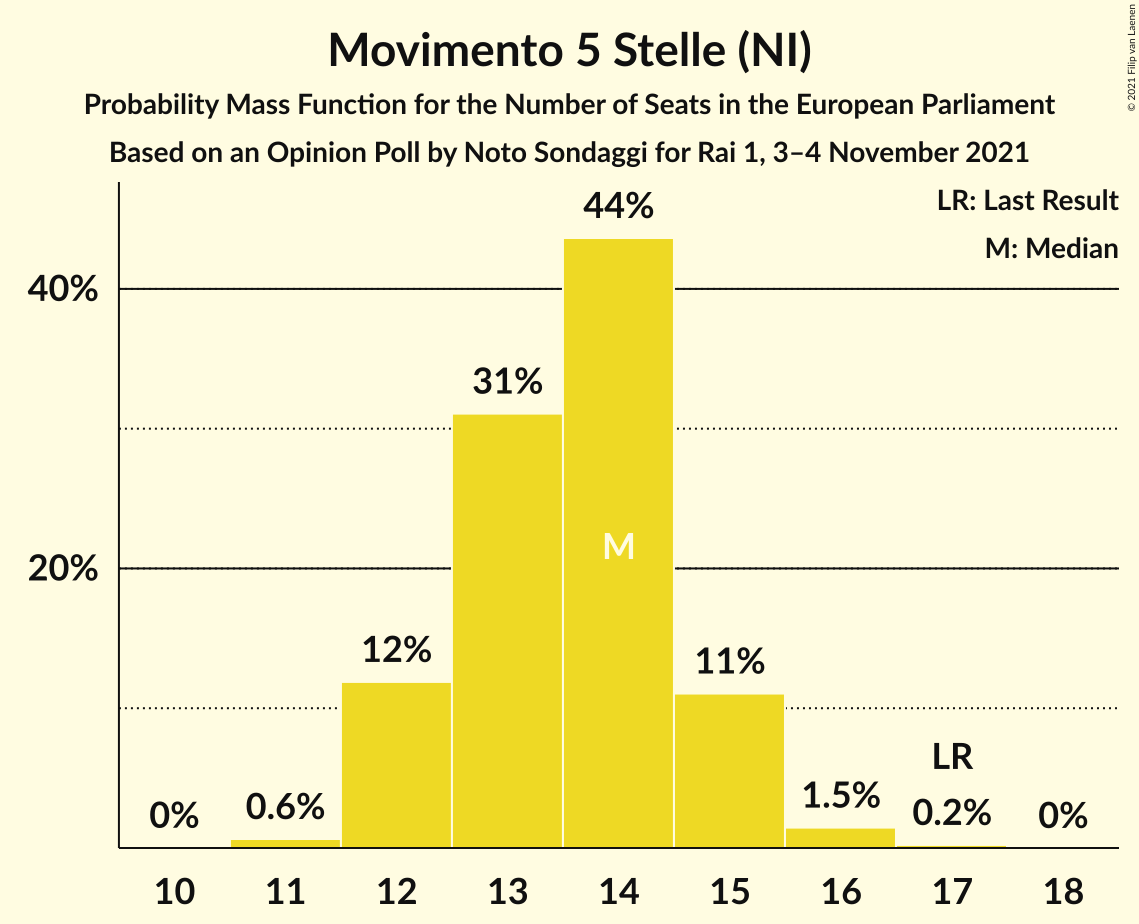 Movimento 5 Stelle (NI)
Probability Mass Function for the Number of Seats in the European Parliament
Based on an Opinion Poll by Noto Sondaggi for Rai 1, 3–4 November 2021
© 2021 Filip van Laenen
LR: Last Result
M: Median
44%
40%
31%
M
20%
12%
11%
LR
0%
0.6%
1.5%
0.2%
0%
10 11 12 13 14 15 16 17 18